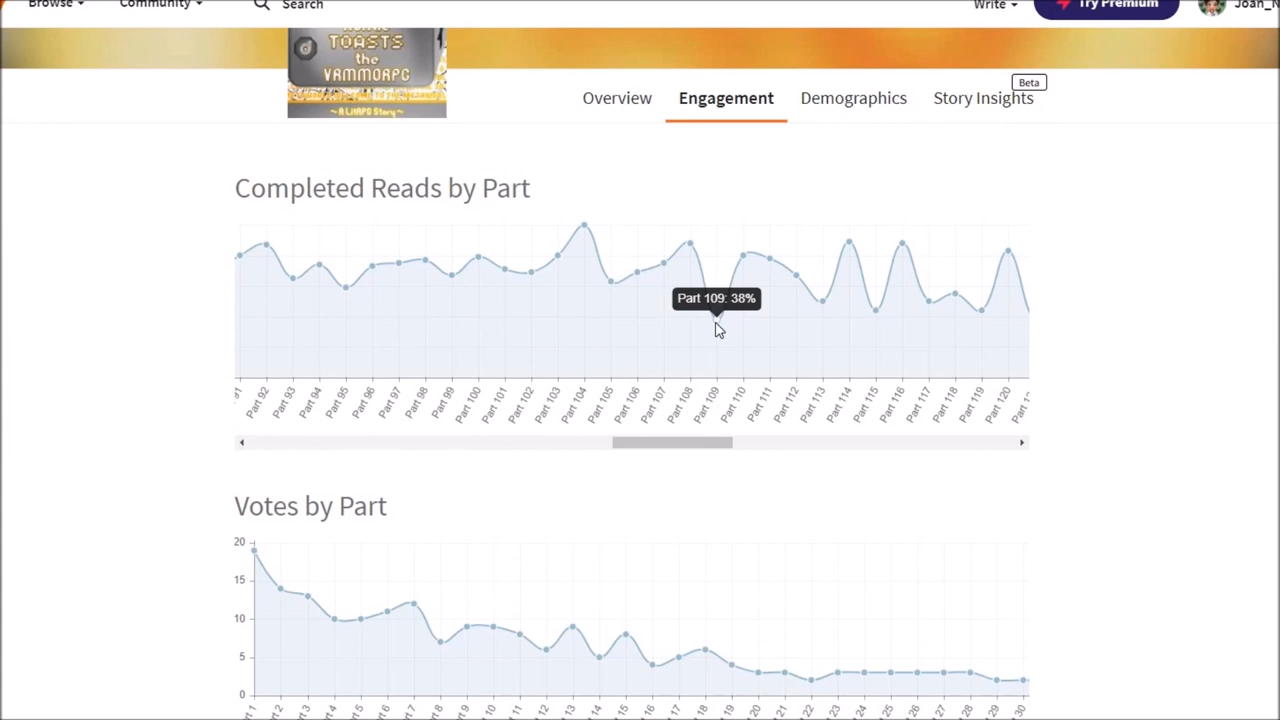 Browse
Community
Search
Write
Try Premium
Joan_N
TOASTS
the
VRMMORPG
~A LitRPG Story~
Overview
Engagement
Demographics
Story Insights
Beta
Completed Reads by Part
Part 109: 38%
Part 92 Part 93 Part 94 Part 95 Part 96 Part 97 Part 98 Part 99 Part 100 Part 101 Part 102 Part 103 Part 104 Part 105 Part 106 Part 107 Part 108 Part 109 Part 110 Part 111 Part 112 Part 113 Part 114 Part 115 Part 116 Part 117 Part 118 Part 119 Part 120
Votes by Part
20
15
10
5
0